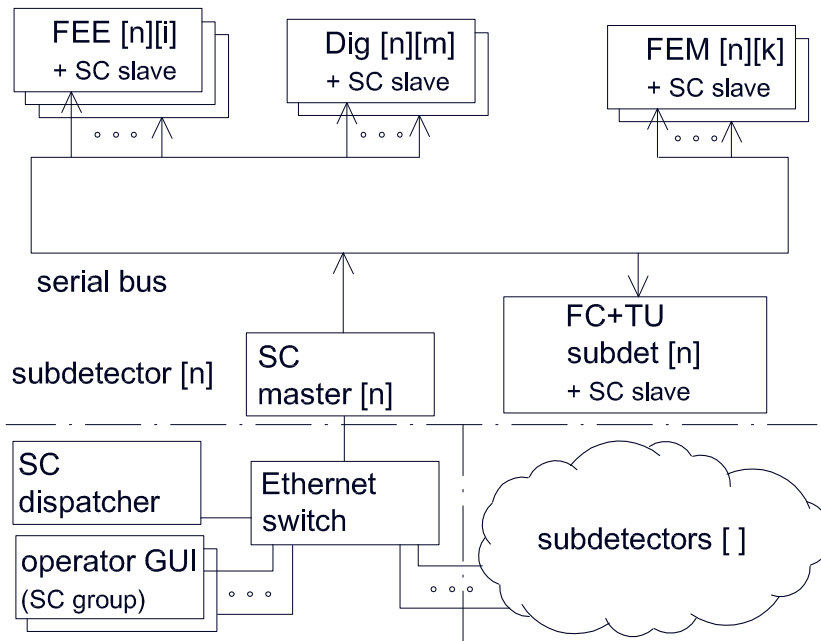 FEE [n][i]
+ SC slave
Dig [n][m]
+ SC slave
FEM [n][k]
+ SC slave
serial bus
FC+TU
subdet [n]
+ SC slave
SC
master [n]
subdetector [n]
SC
dispatcher
Ethernet
switch
operator GUI
(SC group)
subdetectors [ ]